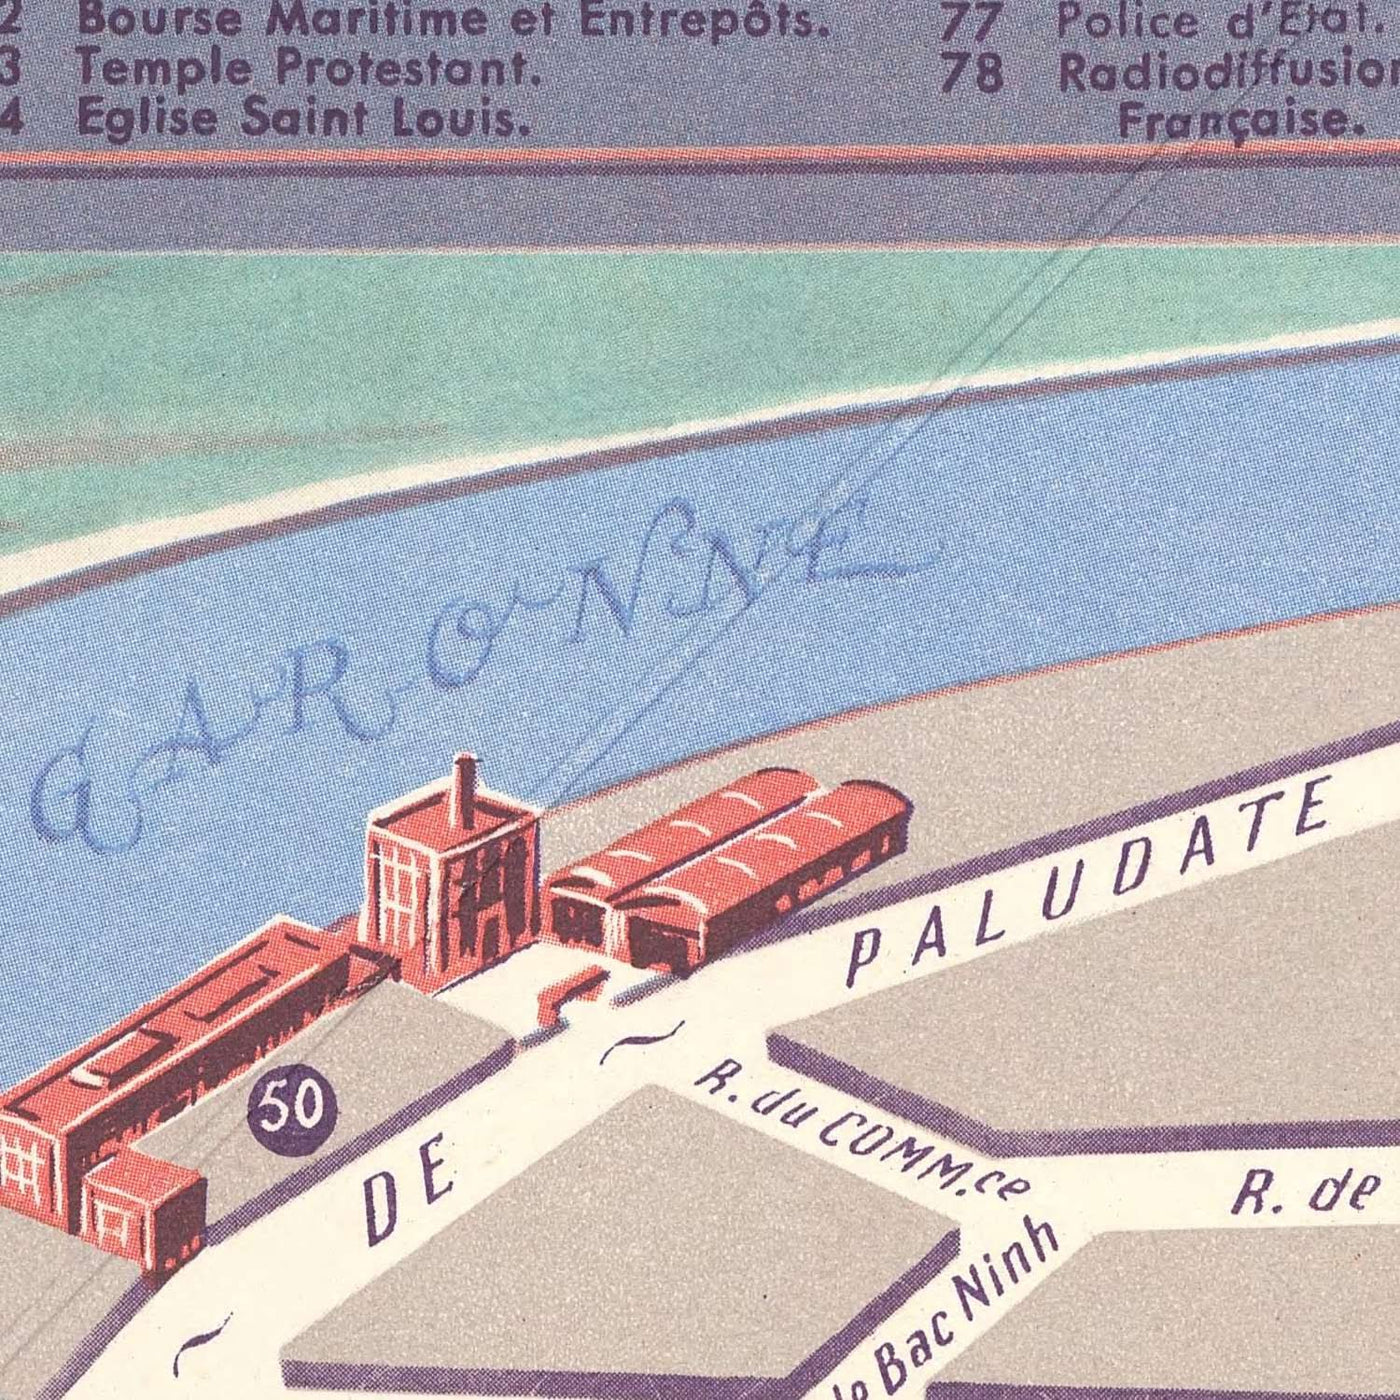 2 Bourse Maritime et Entrepôts.
3 Temple Protestant.
4 Eglise Saint Louis.
77 Police d'Etat.
78 Radiodiffusion
Française.
GARONNE
DE ~ PALUDATE
50
R. du COMM.ce
R. de
de Bac Ninh
~